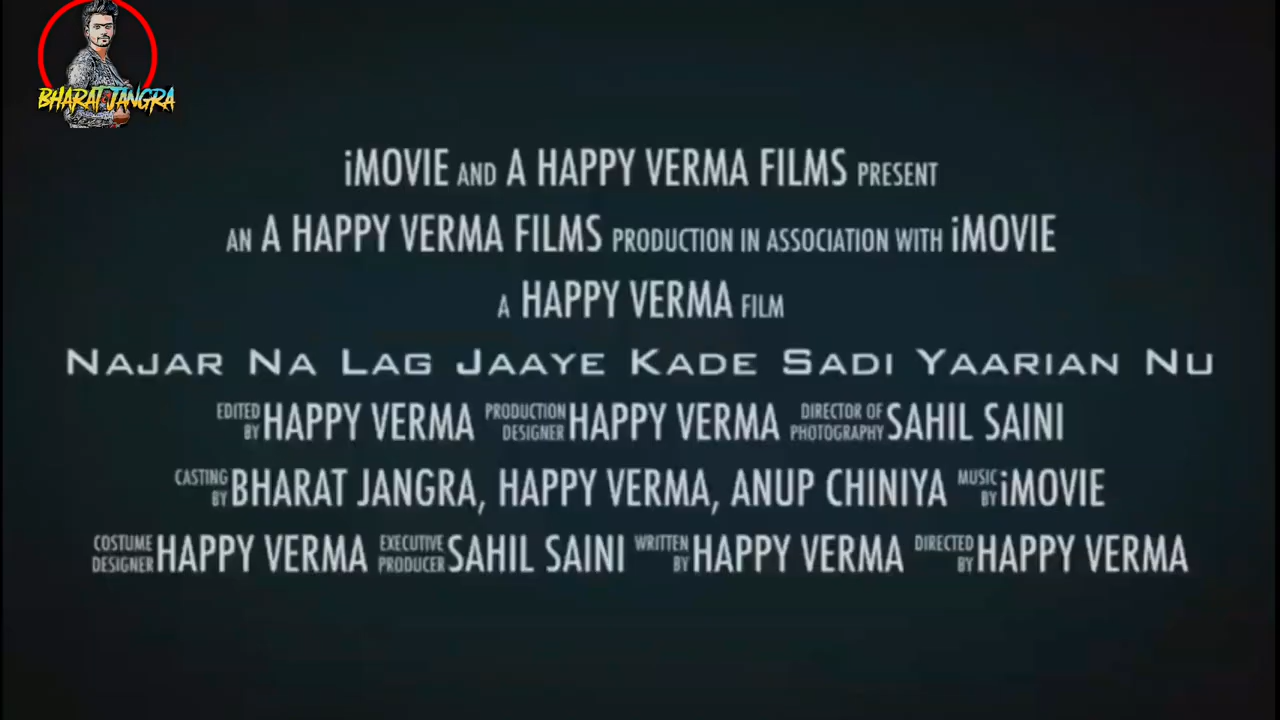 BHARAT JANGRA
iMOVIE AND A HAPPY VERMA FILMS PRESENT
AN A HAPPY VERMA FILMS PRODUCTION IN ASSOCIATION WITH iMOVIE
A HAPPY VERMA FILM
NAJAR NA LAG JAAYE KADE SADI YAARIAN NU
EDITED BY HAPPY VERMA PRODUCTION DESIGNER HAPPY VERMA DIRECTOR OF PHOTOGRAPHY SAHIL SAINI
CASTING BY BHARAT JANGRA, HAPPY VERMA, ANUP CHINIYA MUSIC BY iMOVIE
COSTUME DESIGNER HAPPY VERMA EXECUTIVE PRODUCER SAHIL SAINI WRITTEN BY HAPPY VERMA DIRECTED BY HAPPY VERMA